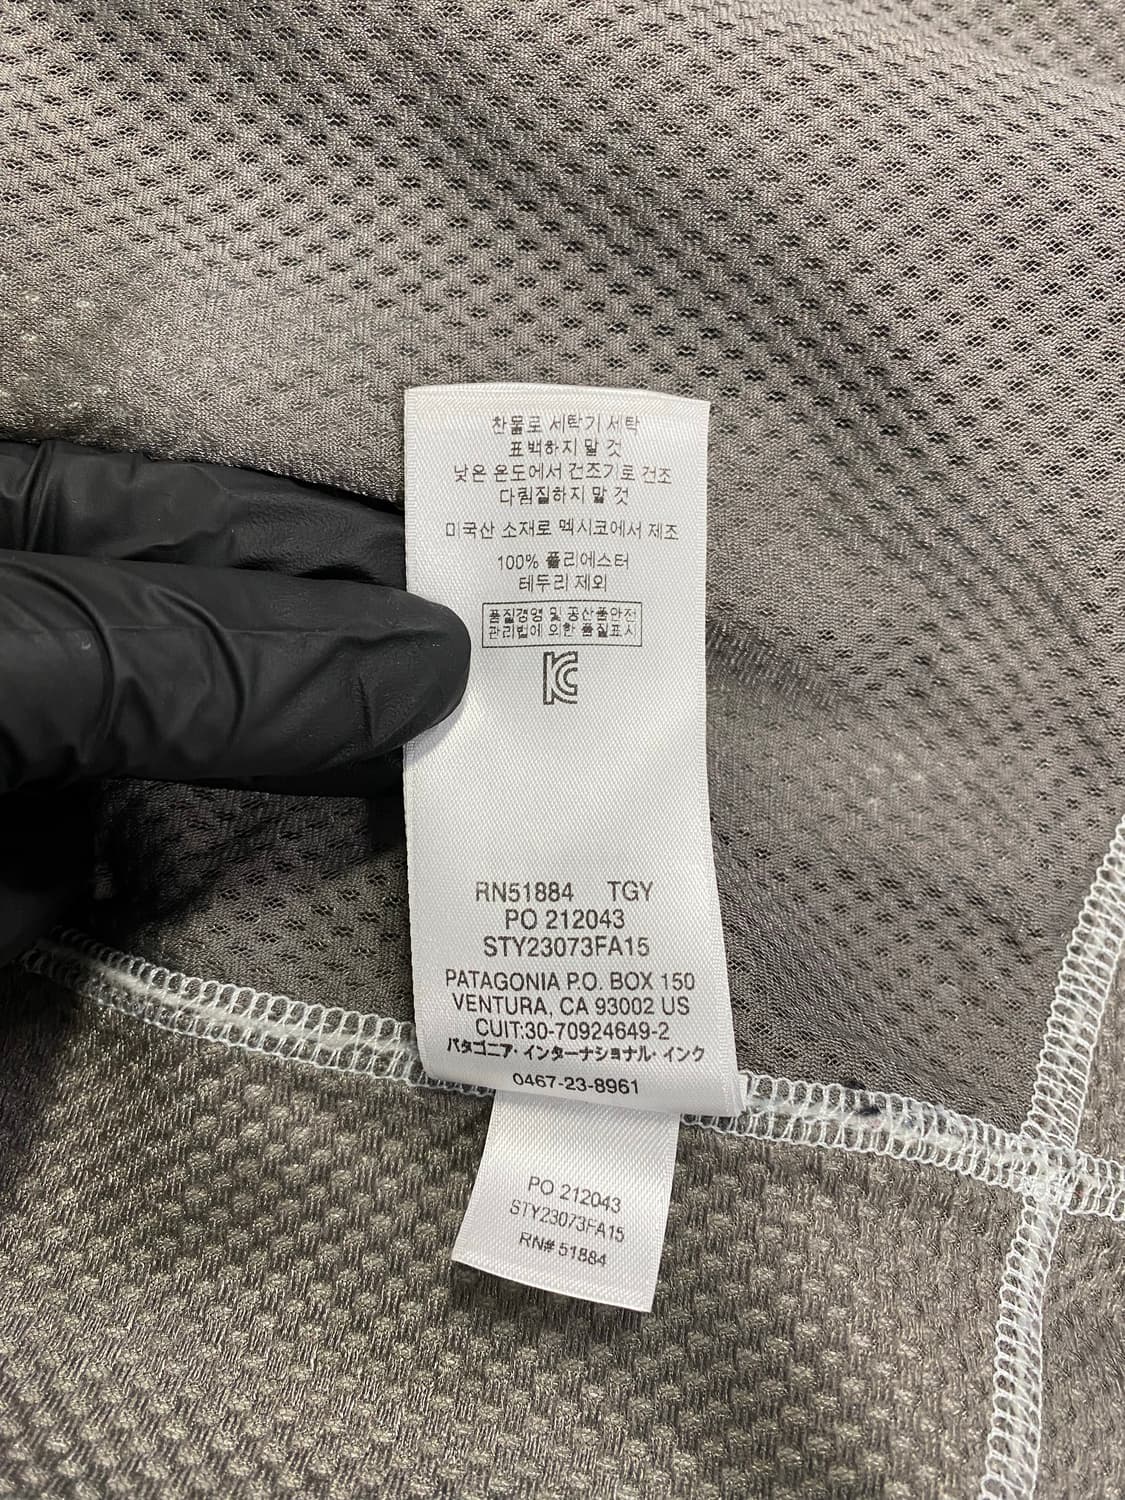 찬물로 세탁기 세탁
표백하지 말 것
낮은 온도에서 건조기로 건조
다림질하지 말 것
미국산 소재로 멕시코에서 제조
100% 폴리에스터
테두리 제외
품질경영 및 공산품안전
관리법에 의한 품질표시
KC
RN51884 TGY
PO 212043
STY23073FA15
PATAGONIA P.O. BOX 150
VENTURA, CA 93002 US
CUIT:30-70924649-2
パタゴニア・インターナショナル・インク
0467-23-8961
PO 212043
STY23073FA15
RN# 51884